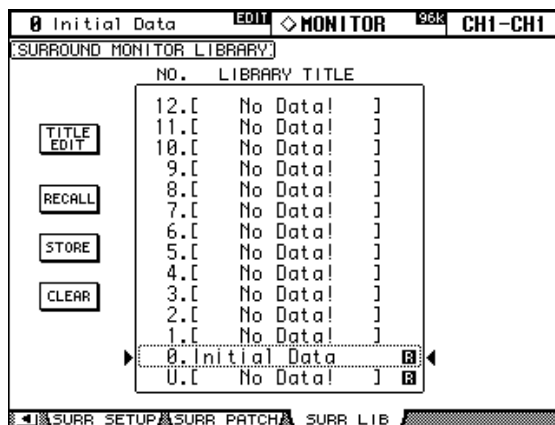 0 Initial Data EDIT ◇MONITOR 96k CH1-CH1
SURROUND MONITOR LIBRARY
NO. LIBRARY TITLE
12.[ No Data! ]
11.[ No Data! ]
TITLE EDIT
10.[ No Data! ]
9.[ No Data! ]
8.[ No Data! ]
RECALL
7.[ No Data! ]
6.[ No Data! ]
STORE
5.[ No Data! ]
4.[ No Data! ]
CLEAR
3.[ No Data! ]
2.[ No Data! ]
1.[ No Data! ]
0.Initial Data R
U.[ No Data! ] R
SURR SETUP SURR PATCH SURR LIB